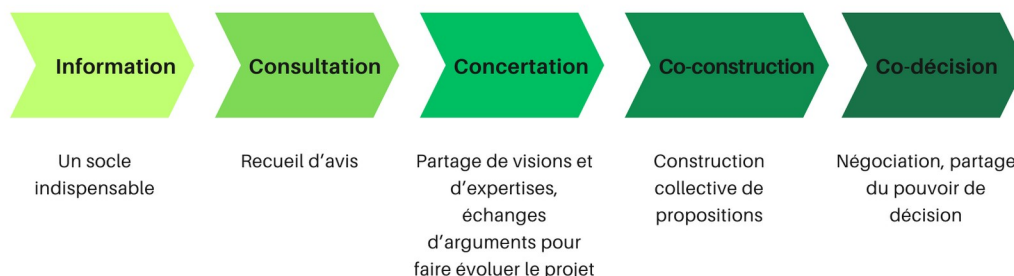 Information
Un socle
indispensable
Consultation
Recueil d’avis
Concertation
Partage de visions et
d’expertises,
échanges
d’arguments pour
faire évoluer le projet
Co-construction
Construction
collective de
propositions
Co-décision
Négociation, partage
du pouvoir de
décision